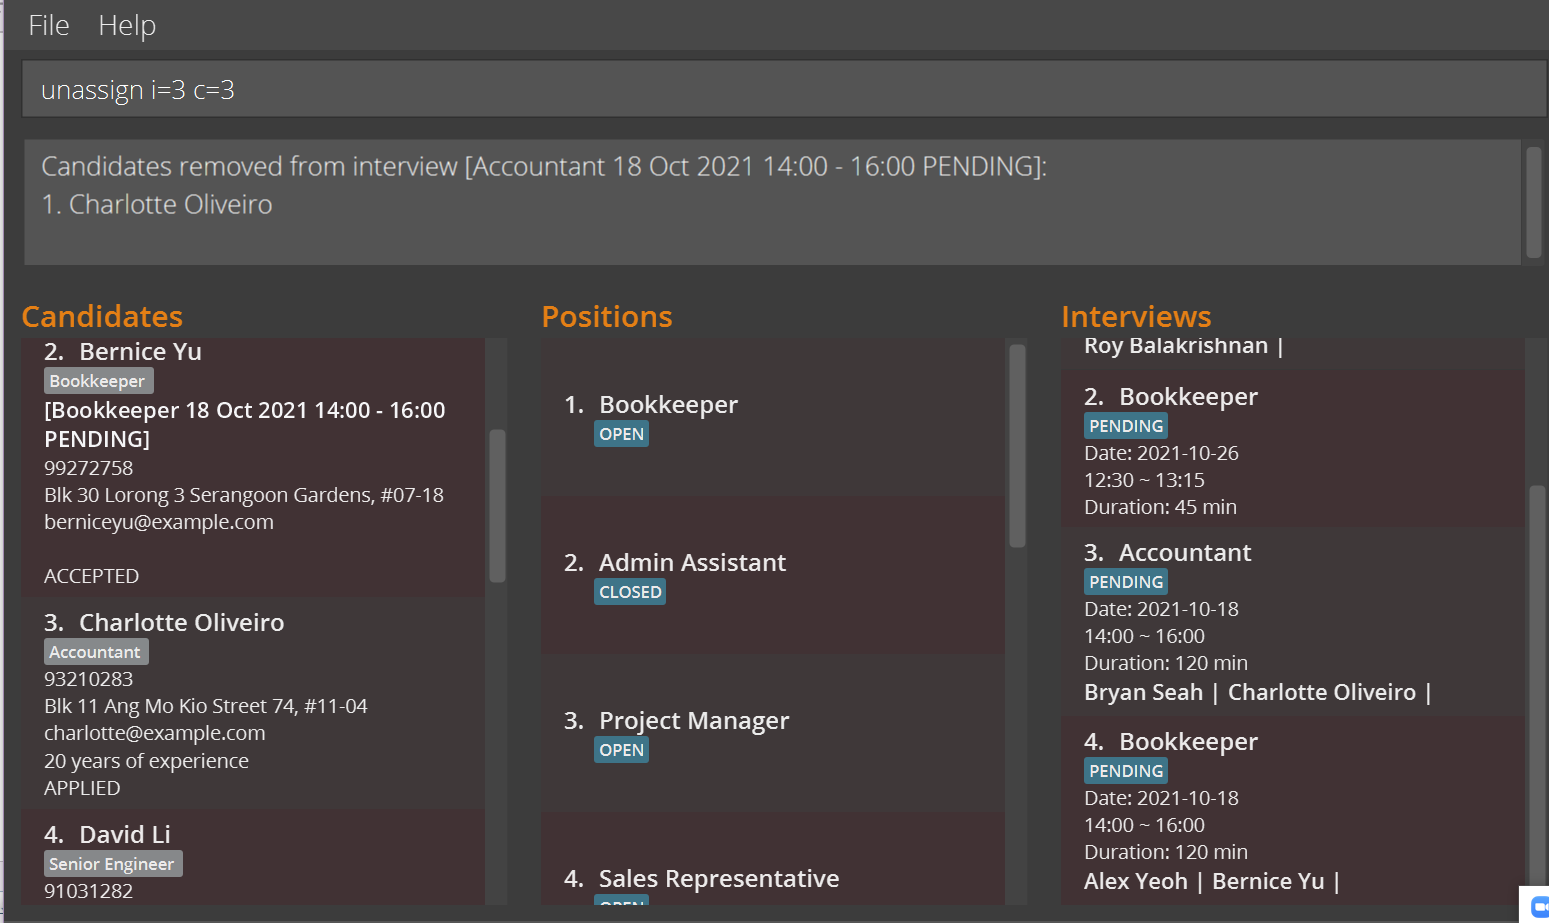 File Help
unassign i=3 c=3
Candidates removed from interview [Accountant 18 Oct 2021 14:00 - 16:00 PENDING]:
1. Charlotte Oliveiro
Candidates
2. Bernice Yu
Bookkeeper
[Bookkeeper 18 Oct 2021 14:00 - 16:00
PENDING]
99272758
Blk 30 Lorong 3 Serangoon Gardens, #07-18
berniceyu@example.com
ACCEPTED
3. Charlotte Oliveiro
Accountant
93210283
Blk 11 Ang Mo Kio Street 74, #11-04
charlotte@example.com
20 years of experience
APPLIED
4. David Li
Senior Engineer
91031282
Positions
1. Bookkeeper
OPEN
2. Admin Assistant
CLOSED
3. Project Manager
OPEN
4. Sales Representative
OPEN
Interviews
Roy Balakrishnan |
2. Bookkeeper
PENDING
Date: 2021-10-26
12:30 ~ 13:15
Duration: 45 min
3. Accountant
PENDING
Date: 2021-10-18
14:00 ~ 16:00
Duration: 120 min
Bryan Seah | Charlotte Oliveiro |
4. Bookkeeper
PENDING
Date: 2021-10-18
14:00 ~ 16:00
Duration: 120 min
Alex Yeoh | Bernice Yu |